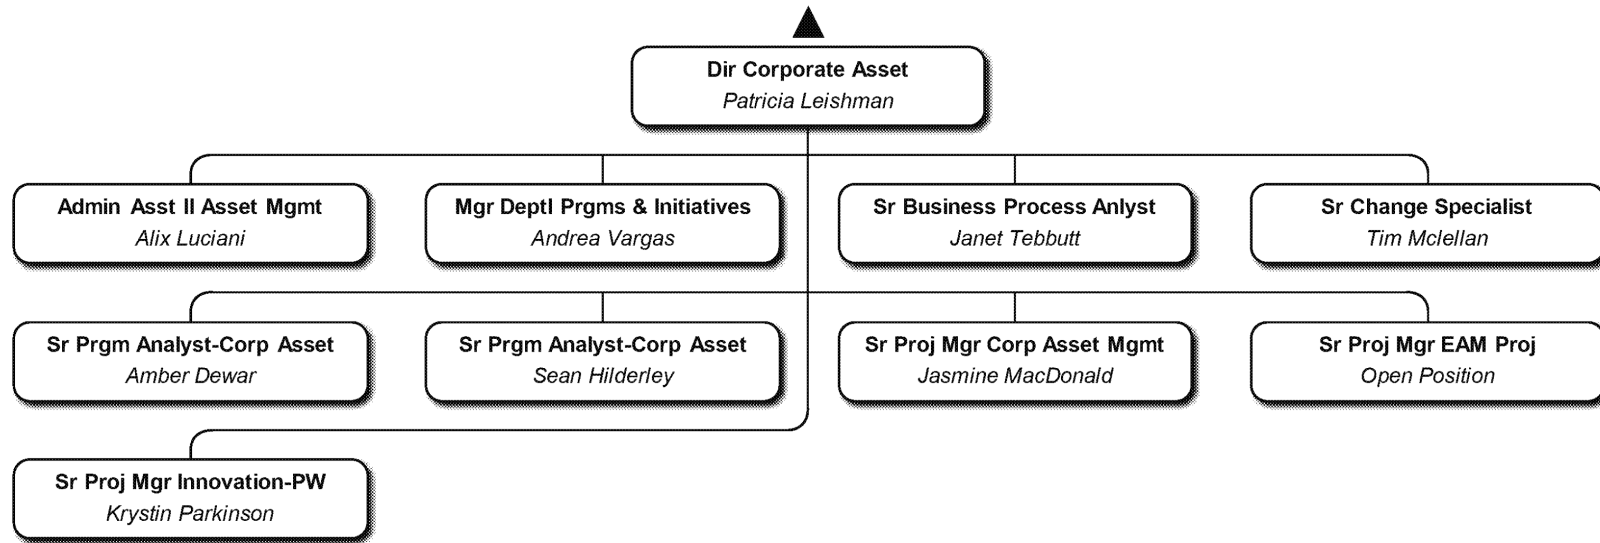 Dir Corporate Asset
Patricia Leishman
Admin Asst II Asset Mgmt
Alix Luciani
Mgr Deptl Prgms & Initiatives
Andrea Vargas
Sr Business Process Anlyst
Janet Tebbutt
Sr Change Specialist
Tim Mclellan
Sr Prgm Analyst-Corp Asset
Amber Dewar
Sr Prgm Analyst-Corp Asset
Sean Hilderley
Sr Proj Mgr Corp Asset Mgmt
Jasmine MacDonald
Sr Proj Mgr EAM Proj
Open Position
Sr Proj Mgr Innovation-PW
Krystin Parkinson